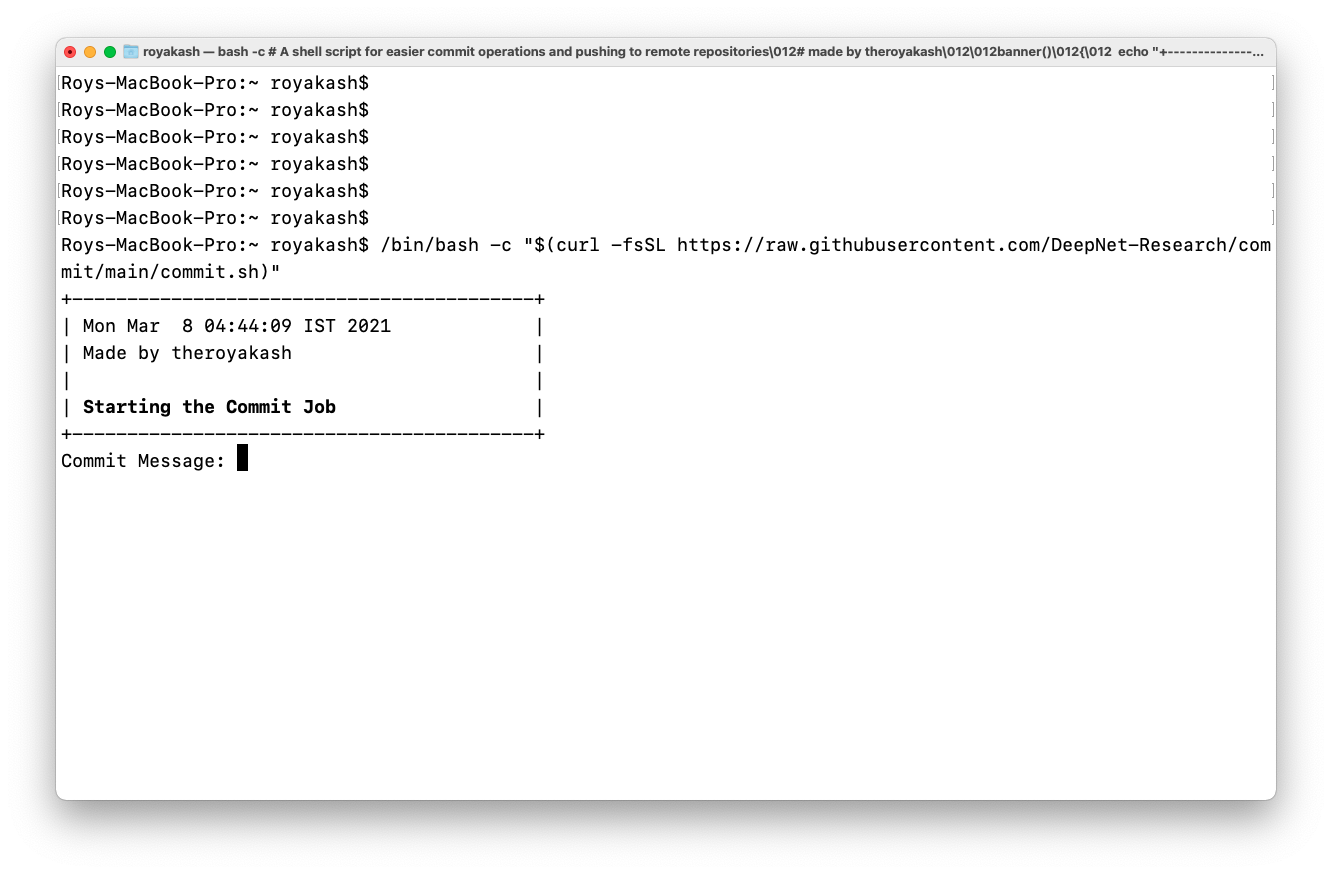 royakash — bash -c # A shell script for easier commit operations and pushing to remote repositories\012# made by theroyakash\012\012banner()\012{\012  echo "+--------------...
Roys-MacBook-Pro:~ royakash$
Roys-MacBook-Pro:~ royakash$
Roys-MacBook-Pro:~ royakash$
Roys-MacBook-Pro:~ royakash$
Roys-MacBook-Pro:~ royakash$
Roys-MacBook-Pro:~ royakash$
Roys-MacBook-Pro:~ royakash$ /bin/bash -c "$(curl -fsSL https://raw.githubusercontent.com/DeepNet-Research/com
mit/main/commit.sh)"
+------------------------------------------+
| Mon Mar  8 04:44:09 IST 2021             |
| Made by theroyakash                      |
|                                          |
| Starting the Commit Job                  |
+------------------------------------------+
Commit Message: